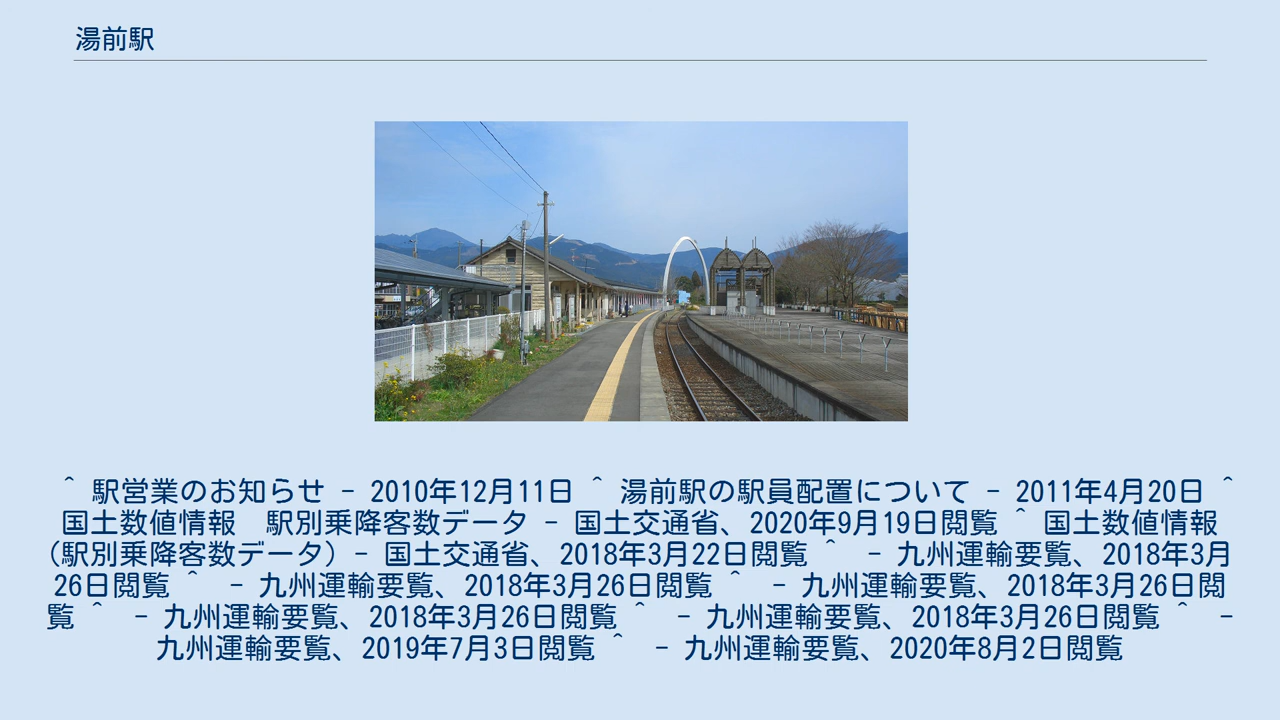 湯前駅
^ 駅営業のお知らせ - 2010年12月11日 ^ 湯前駅の駅員配置について - 2011年4月20日 ^
国土数値情報　駅別乗降客数データ - 国土交通省、2020年9月19日閲覧 ^ 国土数値情報
(駅別乗降客数データ) - 国土交通省、2018年3月22日閲覧 ^　- 九州運輸要覧、2018年3月
26日閲覧 ^　- 九州運輸要覧、2018年3月26日閲覧 ^　- 九州運輸要覧、2018年3月26日閲
覧 ^　- 九州運輸要覧、2018年3月26日閲覧 ^　- 九州運輸要覧、2018年3月26日閲覧 ^　-
九州運輸要覧、2019年7月3日閲覧 ^　- 九州運輸要覧、2020年8月2日閲覧